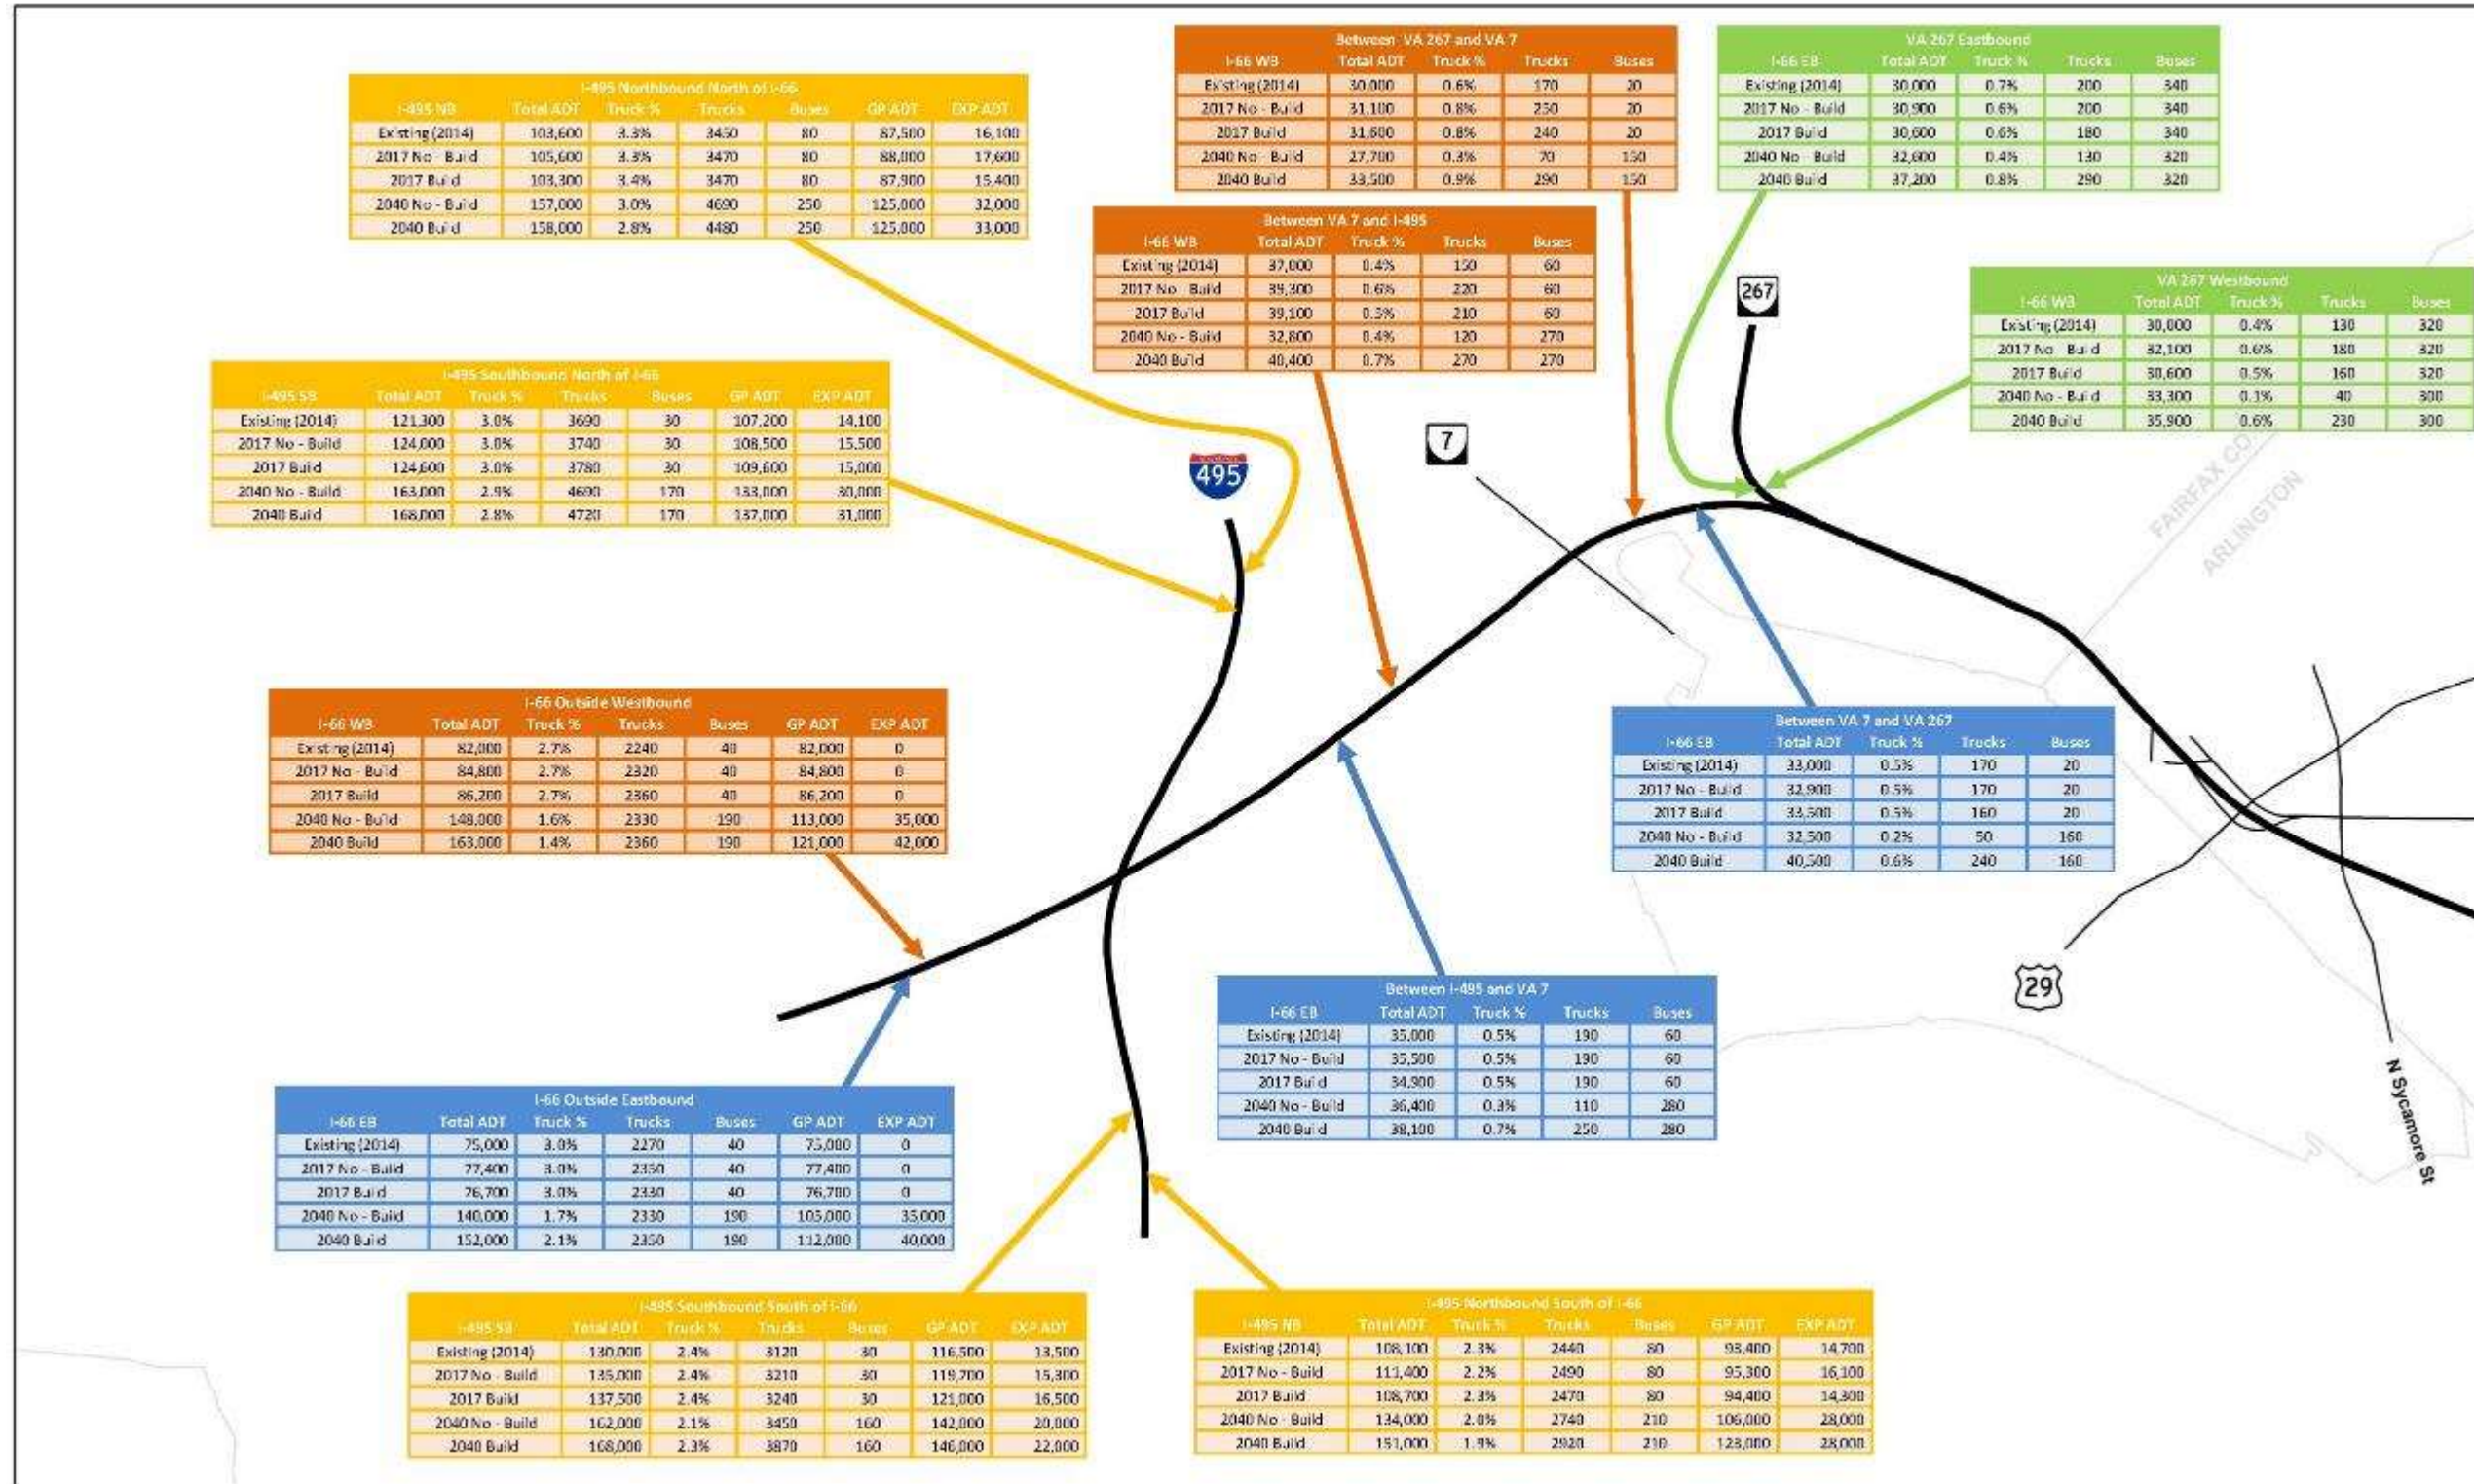 Between VA 267 and VA 7
I-66 WB Total ADT Truck % Trucks Buses
Existing (2014) 30,000 0.6% 170 20
2017 No - Build 31,100 0.8% 250 20
2017 Build 31,600 0.8% 240 20
2040 No - Build 27,700 0.3% 70 150
2040 Build 33,500 0.9% 290 150
VA 267 Eastbound
I-66 EB Total ADT Truck % Trucks Buses
Existing (2014) 30,000 0.7% 200 340
2017 No - Build 30,900 0.6% 200 340
2017 Build 30,600 0.6% 180 340
2040 No - Build 32,600 0.4% 130 320
2040 Build 37,200 0.8% 290 320
I-495 Northbound North of I-66
I-495 NB Total ADT Truck % Trucks Buses GP ADT EXP ADT
Existing (2014) 103,600 3.3% 3450 80 87,500 16,100
2017 No - Build 105,600 3.3% 3470 80 88,000 17,600
2017 Build 103,300 3.4% 3470 80 87,900 15,400
2040 No - Build 157,000 3.0% 4690 250 125,000 32,000
2040 Build 158,000 2.8% 4480 250 125,000 33,000
Between VA 7 and I-495
I-66 WB Total ADT Truck % Trucks Buses
Existing (2014) 37,000 0.4% 150 60
2017 No - Build 39,300 0.6% 220 60
2017 Build 39,100 0.5% 210 60
2040 No - Build 32,800 0.4% 120 270
2040 Build 40,400 0.7% 270 270
267
VA 267 Westbound
I-66 WB Total ADT Truck % Trucks Buses
Existing (2014) 30,000 0.4% 130 320
2017 No - Build 32,100 0.6% 180 320
2017 Build 30,600 0.5% 160 320
2040 No - Build 33,300 0.1% 40 300
2040 Build 35,900 0.6% 230 300
I-495 Southbound North of I-66
I-495 SB Total ADT Truck % Trucks Buses GP ADT EXP ADT
Existing (2014) 121,300 3.0% 3690 30 107,200 14,100
2017 No - Build 124,000 3.0% 3740 30 108,500 15,500
2017 Build 124,600 3.0% 3780 30 109,600 15,000
2040 No - Build 163,000 2.9% 4690 170 133,000 30,000
2040 Build 168,000 2.8% 4720 170 137,000 31,000
7
495
FAIRFAX CO.
ARLINGTON
I-66 Outside Westbound
I-66 WB Total ADT Truck % Trucks Buses GP ADT EXP ADT
Existing (2014) 82,000 2.7% 2240 40 82,000 0
2017 No - Build 84,800 2.7% 2320 40 84,800 0
2017 Build 86,200 2.7% 2360 40 86,200 0
2040 No - Build 148,000 1.6% 2330 190 113,000 35,000
2040 Build 163,000 1.4% 2360 190 121,000 42,000
Between VA 7 and VA 267
I-66 EB Total ADT Truck % Trucks Buses
Existing (2014) 33,000 0.5% 170 20
2017 No - Build 32,900 0.5% 170 20
2017 Build 33,500 0.5% 160 20
2040 No - Build 32,500 0.2% 50 160
2040 Build 40,500 0.6% 240 160
29
Between I-495 and VA 7
I-66 EB Total ADT Truck % Trucks Buses
Existing (2014) 35,000 0.5% 190 60
2017 No - Build 35,500 0.5% 190 60
2017 Build 34,900 0.5% 190 60
2040 No - Build 36,400 0.3% 110 280
2040 Build 38,100 0.7% 250 280
N Sycamore St
I-66 Outside Eastbound
I-66 EB Total ADT Truck % Trucks Buses GP ADT EXP ADT
Existing (2014) 75,000 3.0% 2270 40 75,000 0
2017 No - Build 77,400 3.0% 2350 40 77,400 0
2017 Build 76,700 3.0% 2330 40 76,700 0
2040 No - Build 140,000 1.7% 2330 190 105,000 35,000
2040 Build 152,000 2.1% 2350 190 112,000 40,000
I-495 Southbound South of I-66
I-495 SB Total ADT Truck % Trucks Buses GP ADT EXP ADT
Existing (2014) 130,000 2.4% 3120 30 116,500 13,500
2017 No - Build 135,000 2.4% 3210 30 119,700 15,300
2017 Build 137,500 2.4% 3240 30 121,000 16,500
2040 No - Build 162,000 2.1% 3450 160 142,000 20,000
2040 Build 168,000 2.3% 3870 160 146,000 22,000
I-495 Northbound South of I-66
I-495 NB Total ADT Truck % Trucks Buses GP ADT EXP ADT
Existing (2014) 108,100 2.3% 2440 80 93,400 14,700
2017 No - Build 111,400 2.2% 2490 80 95,300 16,100
2017 Build 108,700 2.3% 2470 80 94,400 14,300
2040 No - Build 134,000 2.0% 2740 210 106,000 28,000
2040 Build 151,000 1.9% 2920 210 123,000 28,000